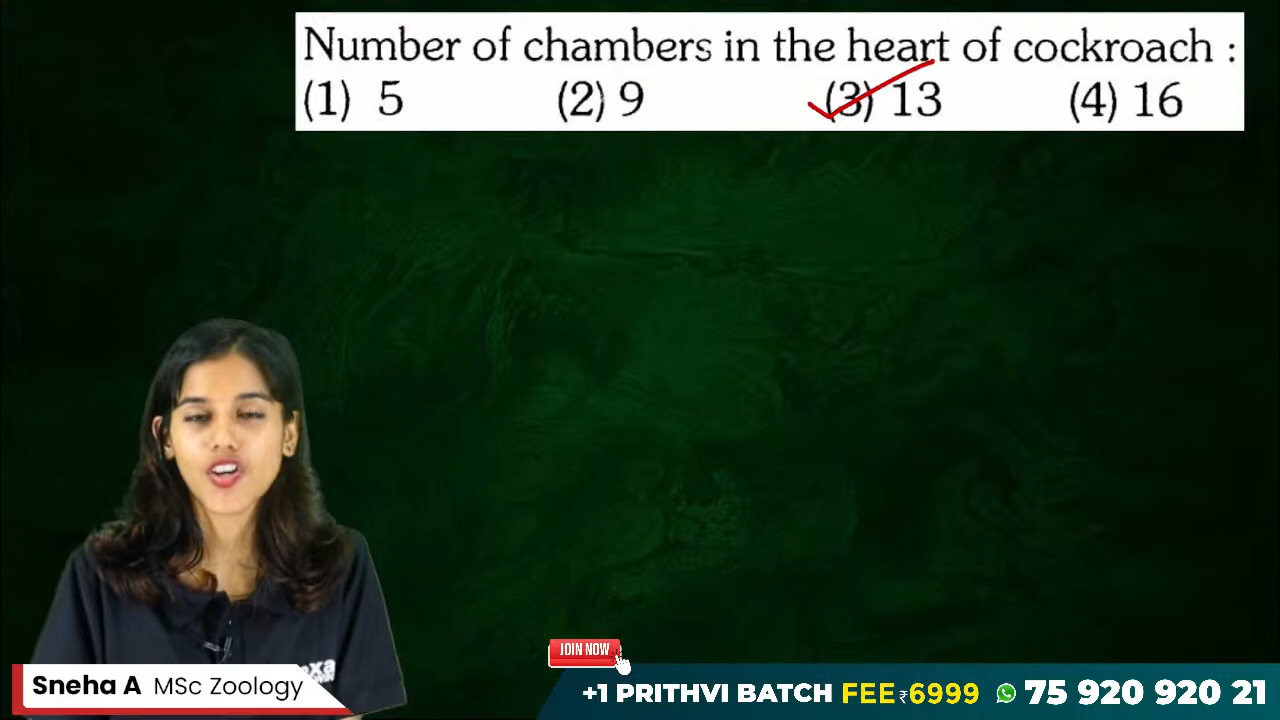 Number of chambers in the heart of cockroach :
(1) 5 (2) 9 (3) 13 (4) 16
JOIN NOW
Sneha A MSc Zoology
+1 PRITHVI BATCH FEE ₹6999 75 920 920 21